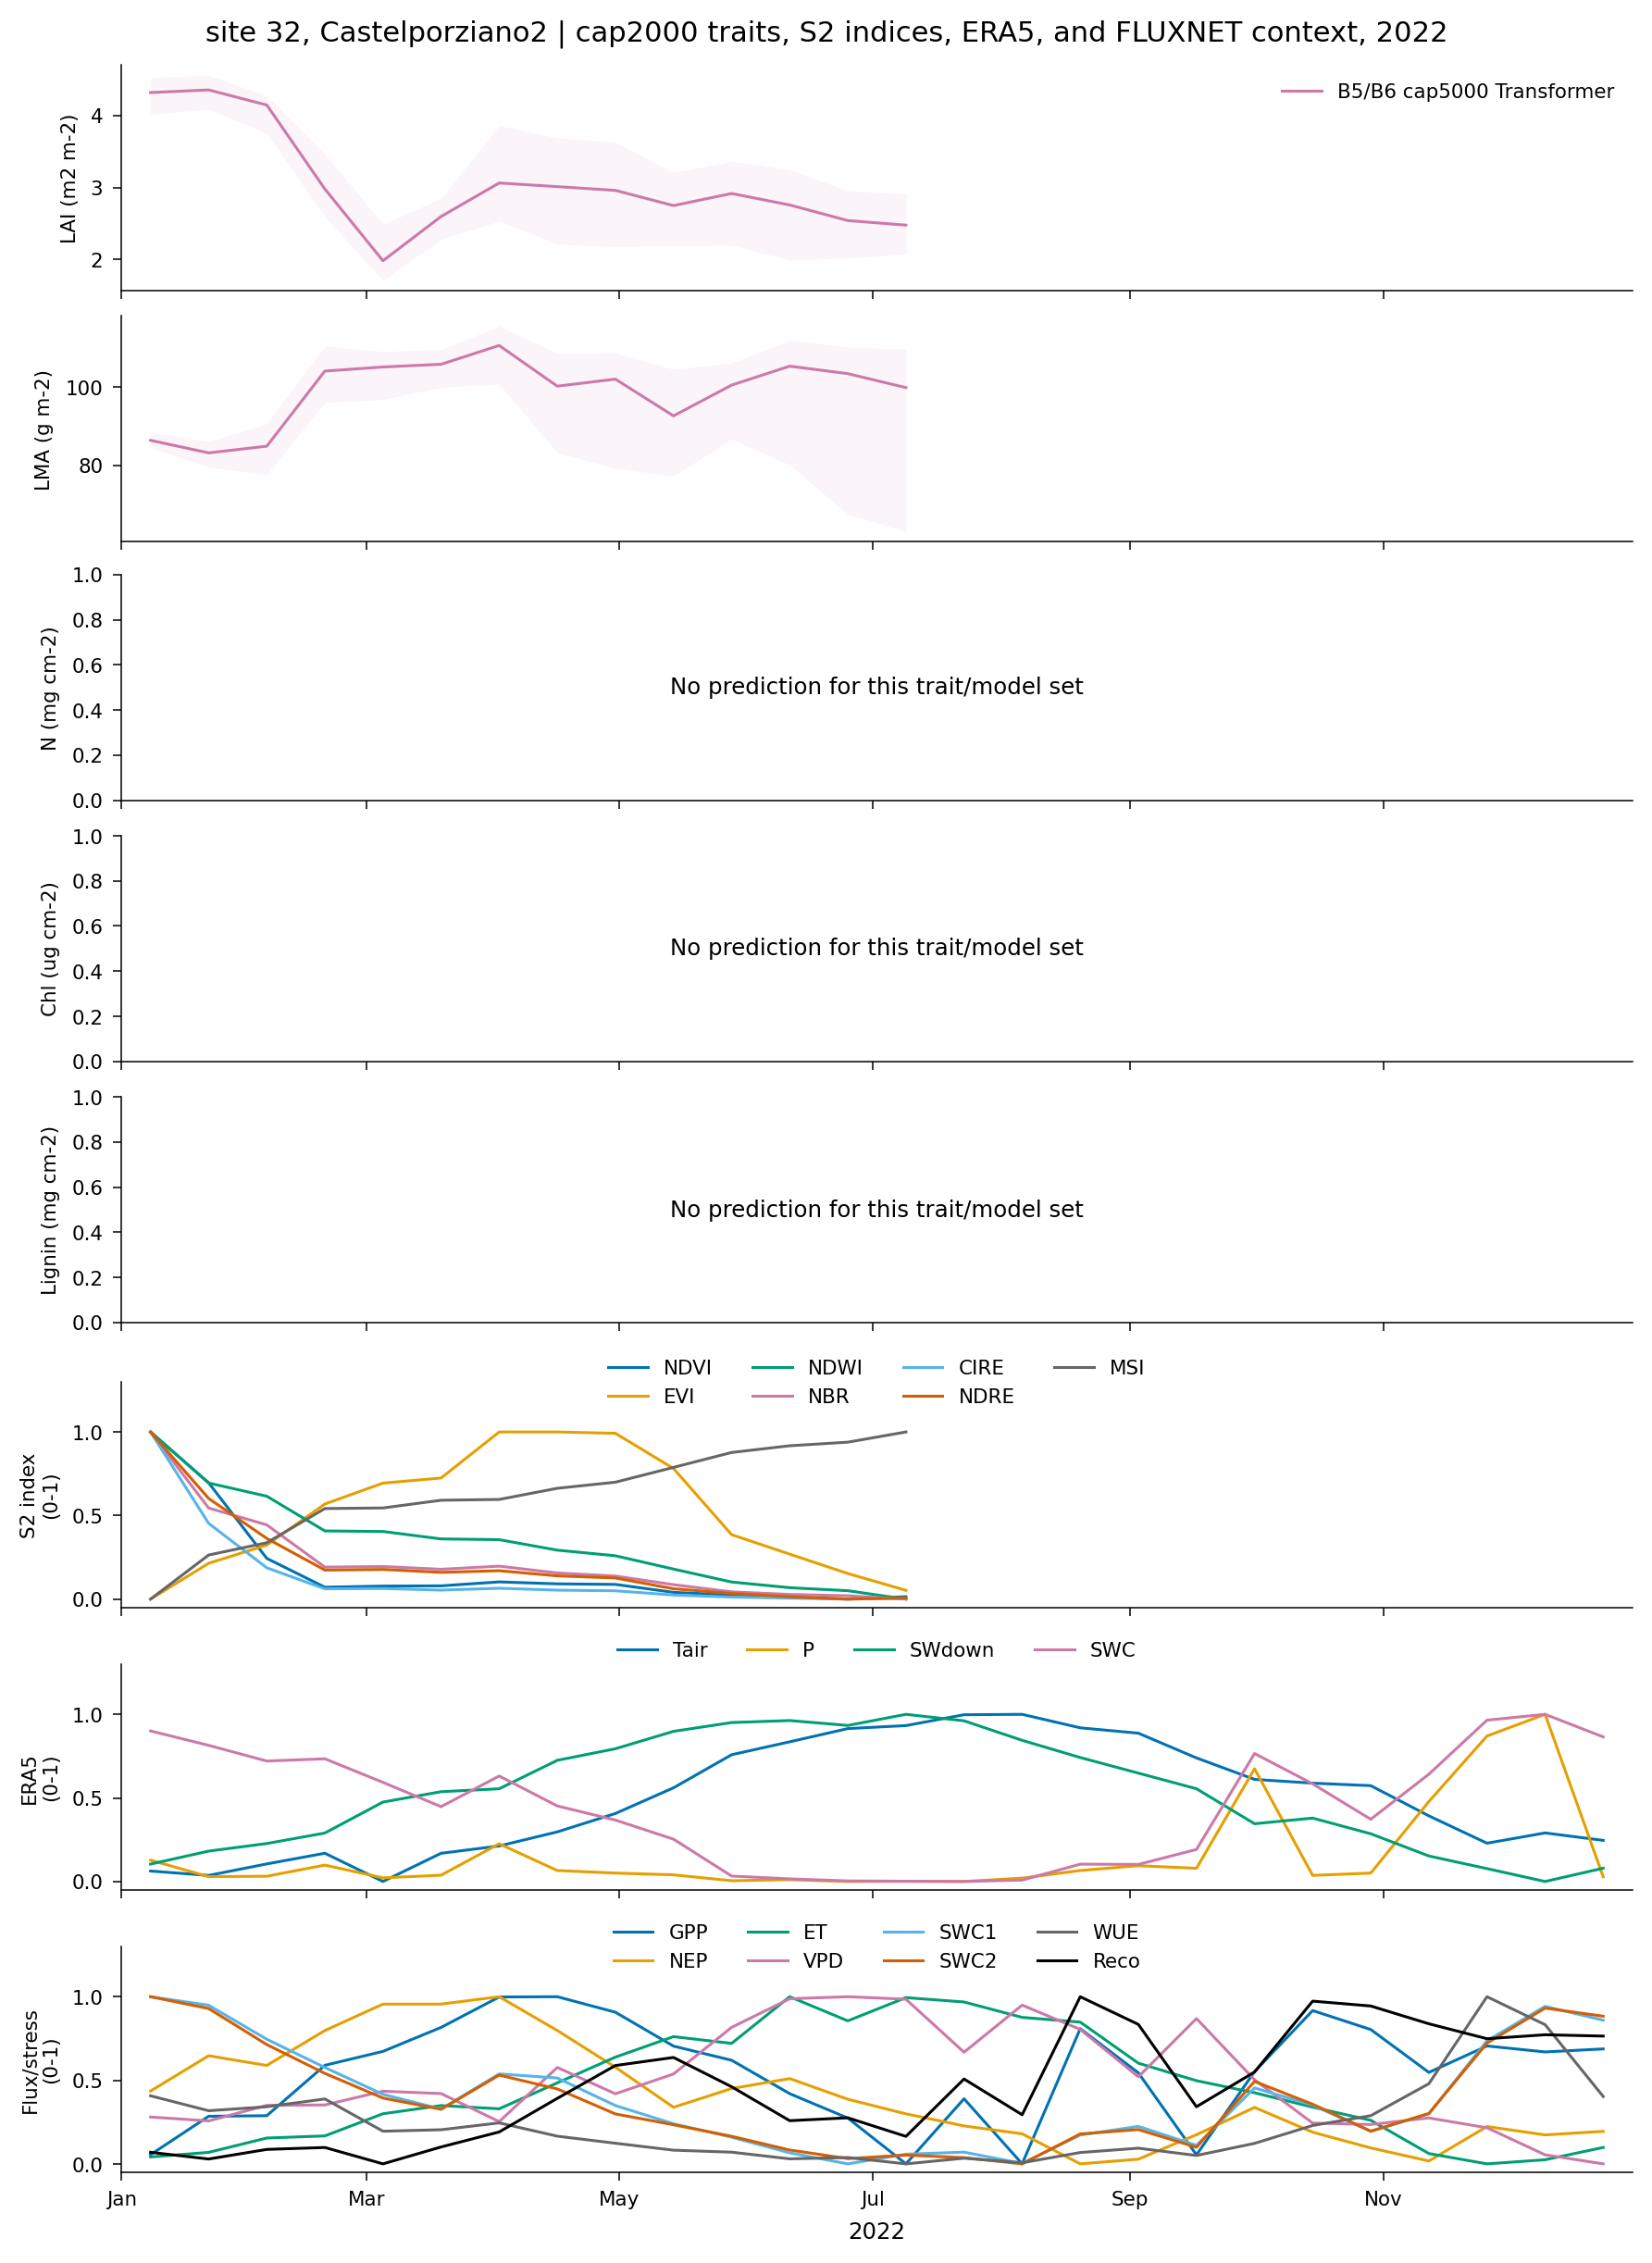 site 32, Castelporziano2 | cap2000 traits, S2 indices, ERA5, and FLUXNET context, 2022
B5/B6 cap5000 Transformer
LAI (m2 m-2)
4
3
2
LMA (g m-2)
100
80
N (mg cm-2)
1.0
0.8
0.6
0.4
0.2
0.0
No prediction for this trait/model set
Chl (ug cm-2)
1.0
0.8
0.6
0.4
0.2
0.0
No prediction for this trait/model set
Lignin (mg cm-2)
1.0
0.8
0.6
0.4
0.2
0.0
No prediction for this trait/model set
NDVI NDWI CIRE MSI
EVI NBR NDRE
S2 index
(0-1)
1.0
0.5
0.0
Tair P SWdown SWC
ERA5
(0-1)
1.0
0.5
0.0
GPP ET SWC1 WUE
NEP VPD SWC2 Reco
Flux/stress
(0-1)
1.0
0.5
0.0
Jan Mar May Jul Sep Nov
2022